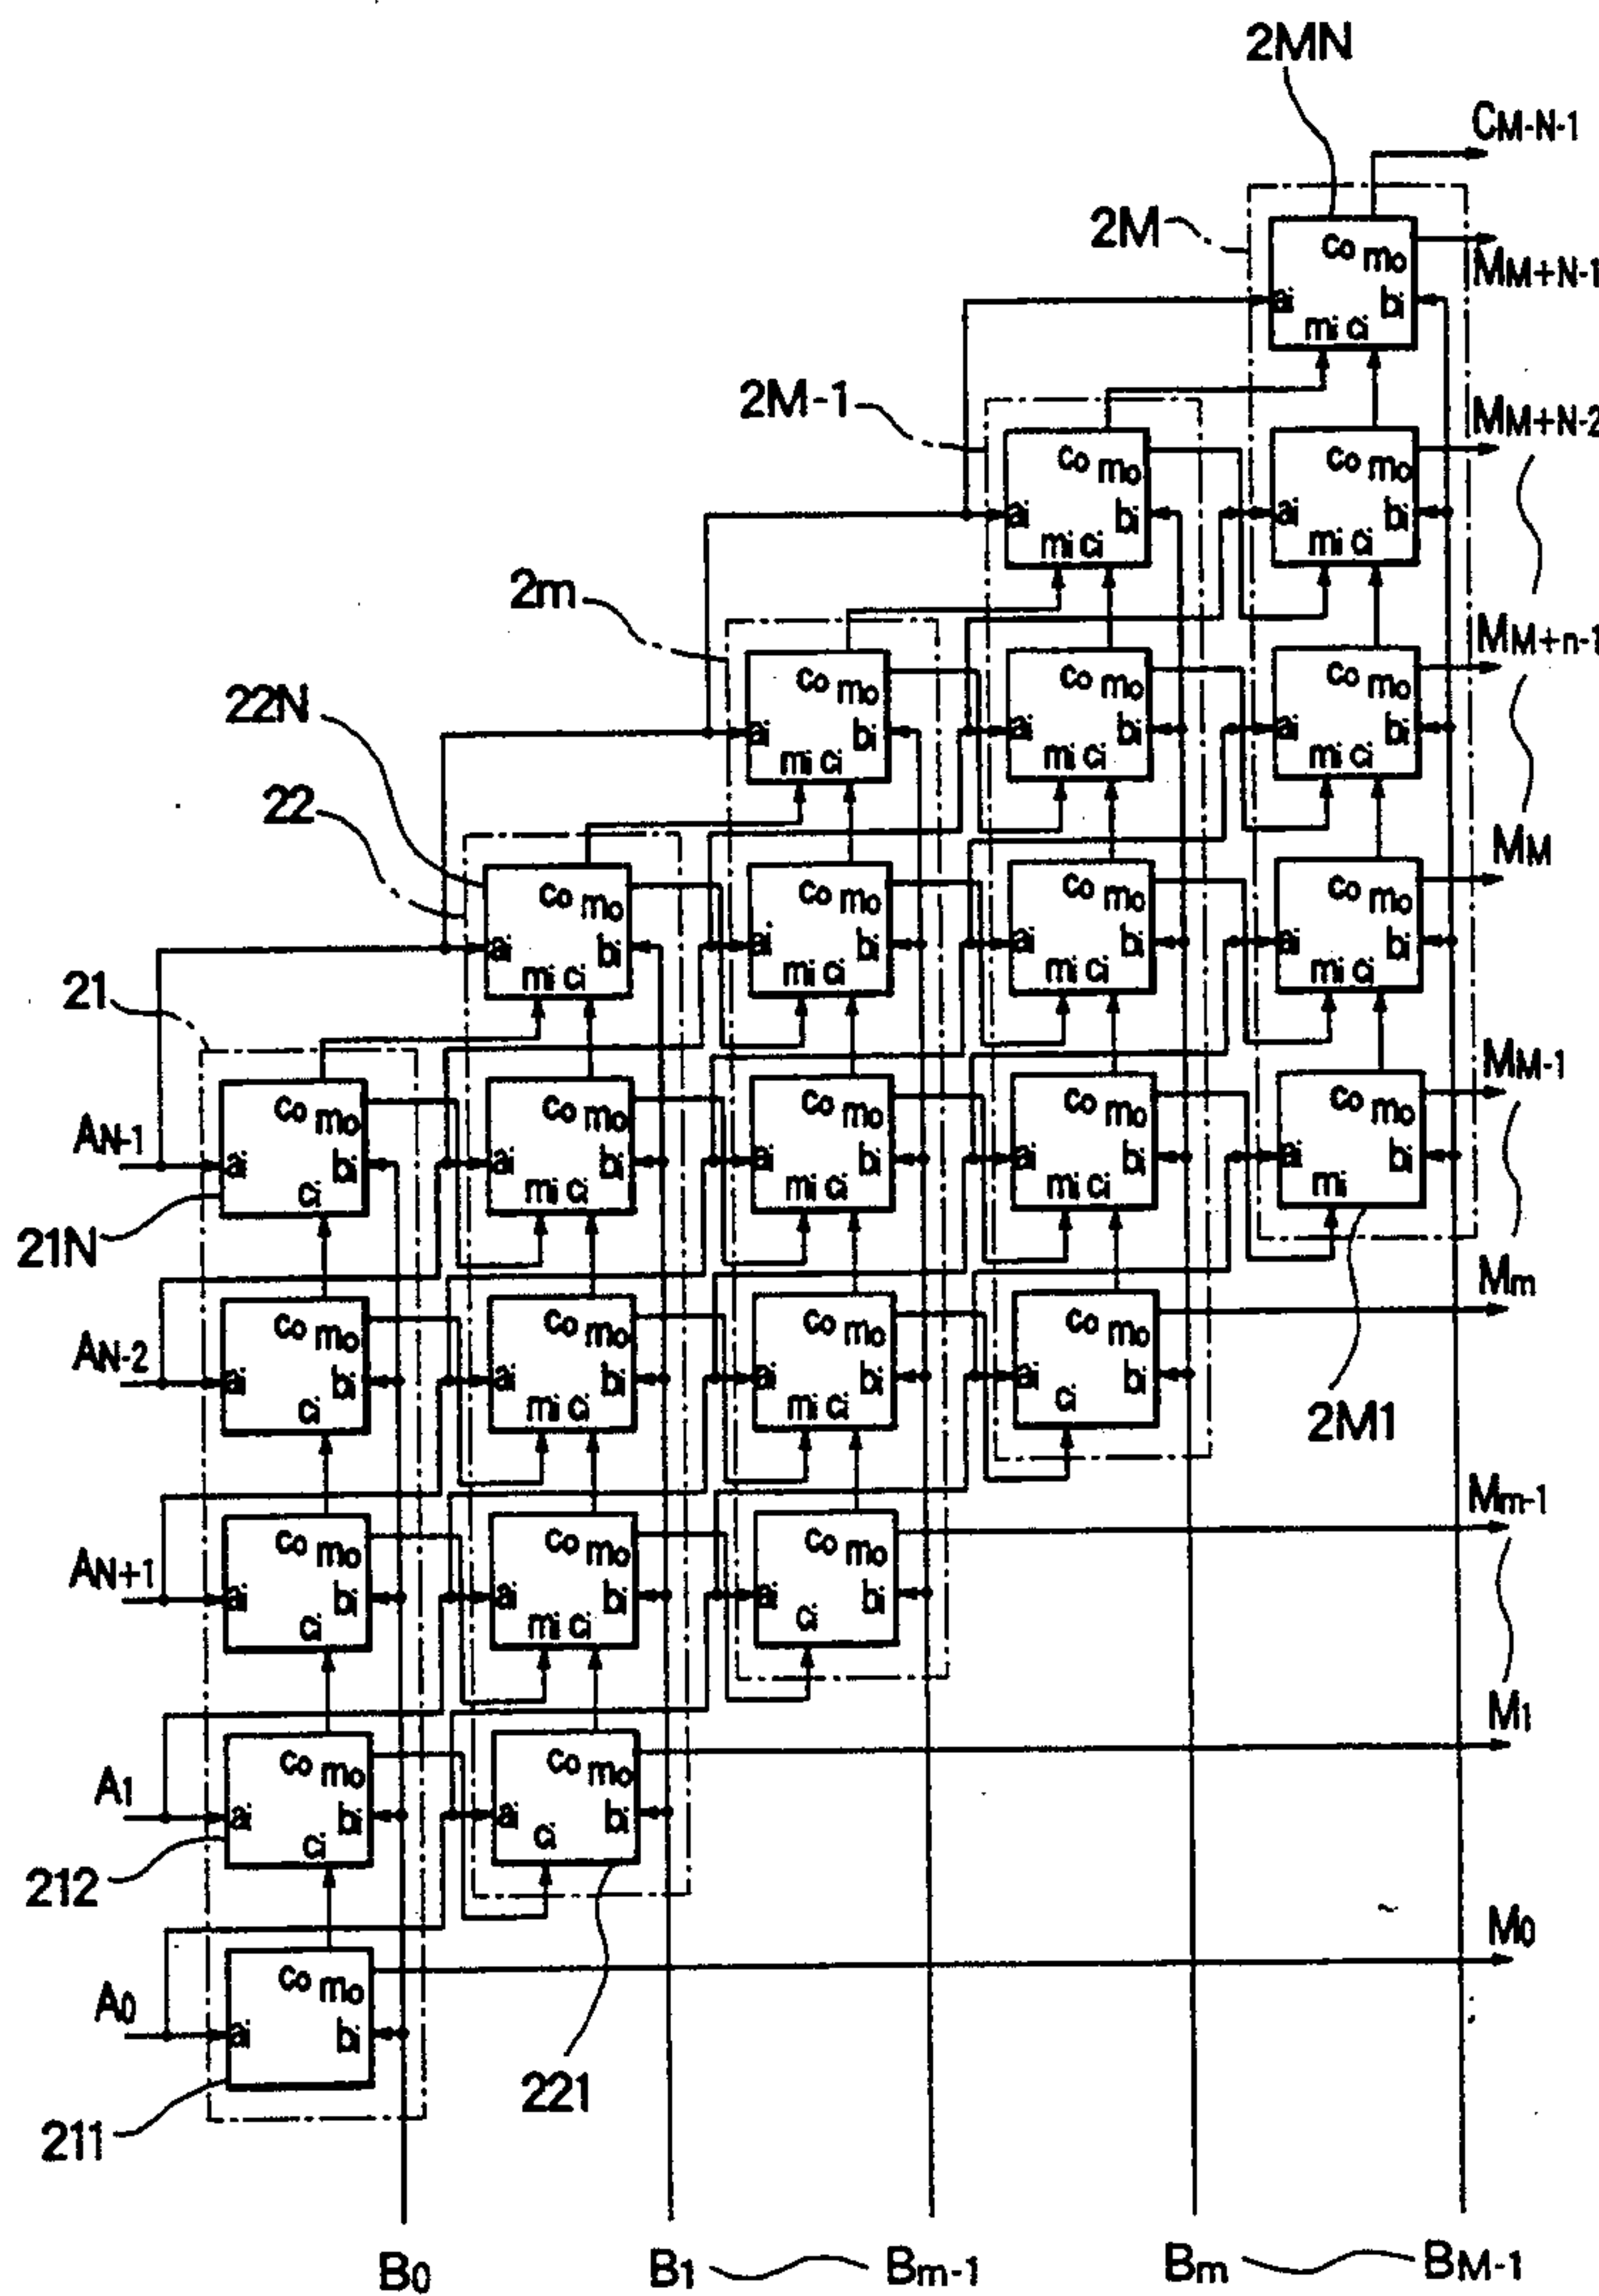 2MN
CM-N-1
2M
co mo
MM+N-1
ai bi
mi ci
2M-1
MM+N-2
co mo co mo
ai bi ai bi
mi ci mi ci
2m
MM+n-1
co mo co mo co mo
22N
ai bi ai bi ai bi
mi ci mi ci mi ci
22
MM
co mo co mo co mo co mo
ai bi ai bi ai bi ai bi
mi ci mi ci mi ci mi ci
21
MM-1
co mo co mo co mo co mo co mo
AN-1
ai bi ai bi ai bi ai bi ai bi
ci mi ci mi ci mi ci mi
21N
Mm
co mo co mo co mo co mo
AN-2
ai bi ai bi ai bi ai bi
ci mi ci mi ci ci
2M1
Mm-1
co mo co mo co mo
AN+1
ai bi ai bi ai bi
ci mi ci ci
M1
co mo co mo
A1
ai bi ai bi
ci ci
212
M0
co mo
A0
ai bi
221
211
B0 B1 Bm-1 Bm BM-1